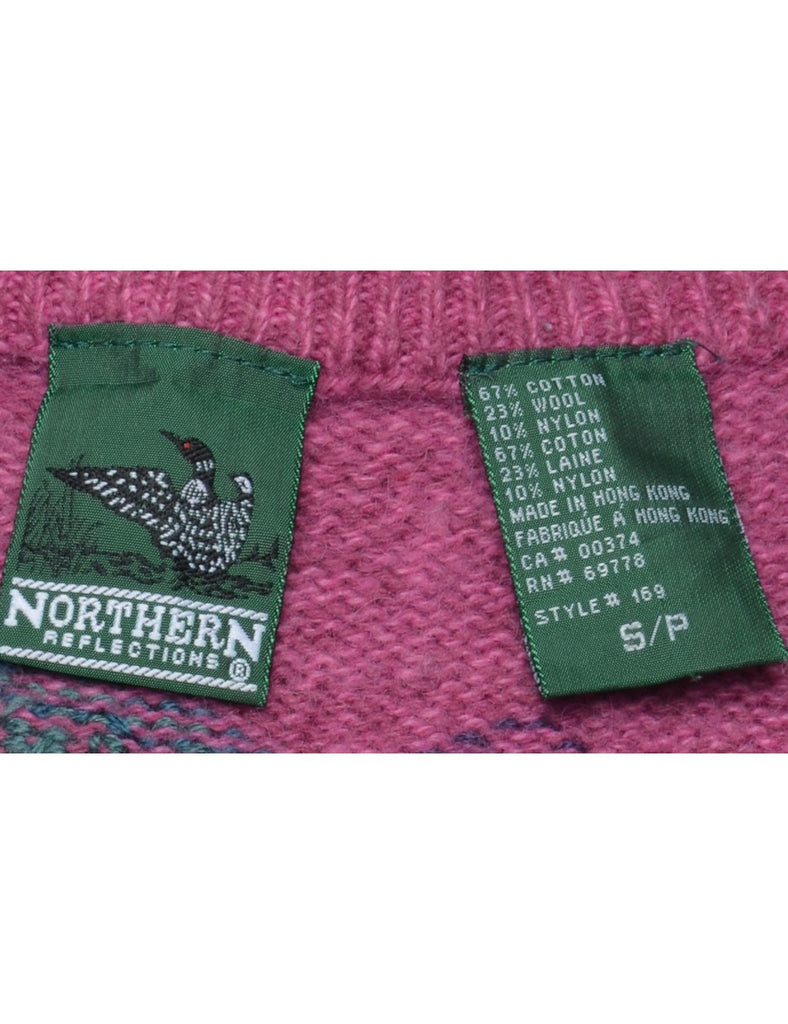 NORTHERN
REFLECTIONS ®
67% COTTON
23% WOOL
10% NYLON
67% COTON
23% LAINE
10% NYLON
MADE IN HONG KONG
FABRIQUE À HONG KONG
CA# 00374
RN# 69778
STYLE# 169
S/P